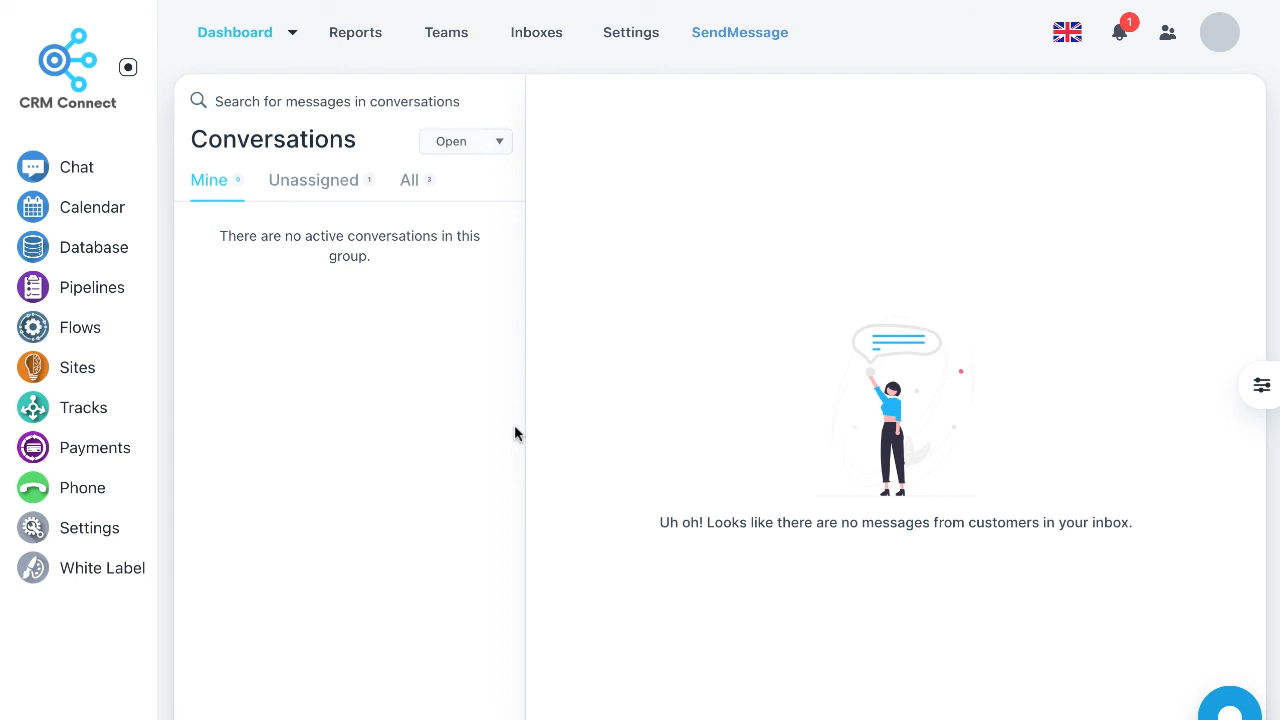 CRM Connect
Chat
Calendar
Database
Pipelines
Flows
Sites
Tracks
Payments
Phone
Settings
White Label
Dashboard Reports Teams Inboxes Settings SendMessage
1
Search for messages in conversations
Conversations
Open
Mine 0 Unassigned 1 All 3
There are no active conversations in this
group.
Uh oh! Looks like there are no messages from customers in your inbox.